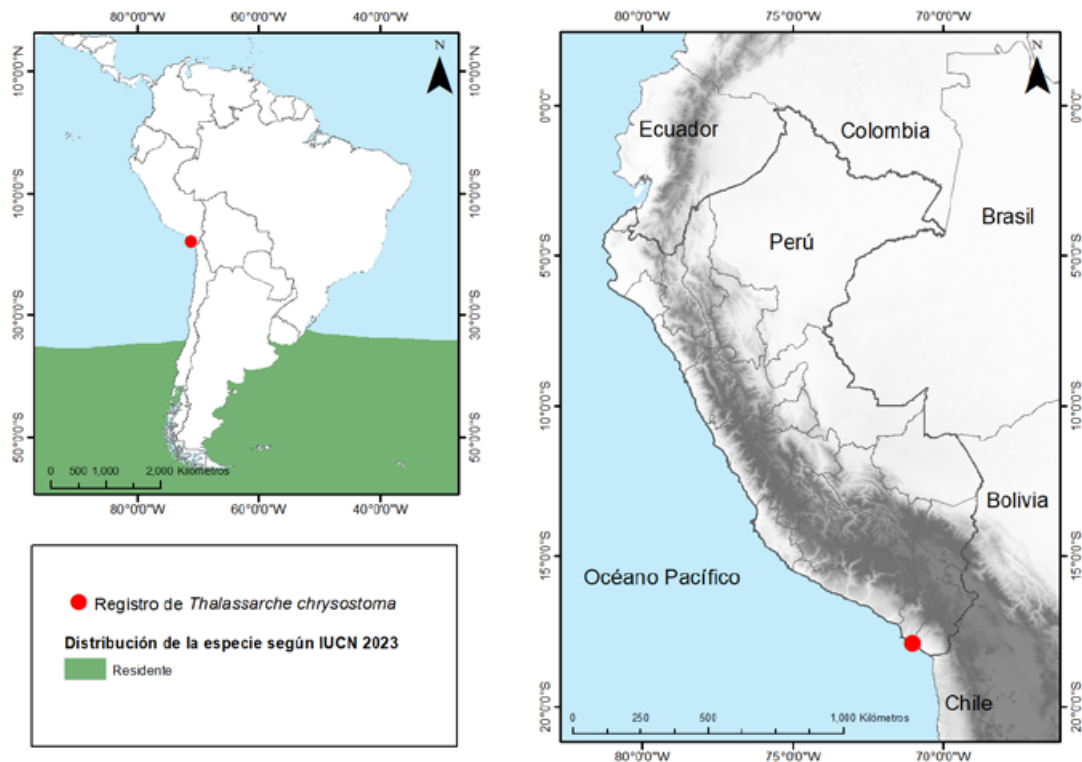 80°0'0"W 60°0'0"W 40°0'0"W
N
10°0'0"N
10°0'0"N
10°0'0"S
10°0'0"S
30°0'0"S
30°0'0"S
50°0'0"S
50°0'0"S
0 500 1,000 2,000 Kilómetros
80°0'0"W 60°0'0"W 40°0'0"W
Registro de Thalassarche chrysostoma
Distribución de la especie según IUCN 2023
Residente
80°0'0"W 75°0'0"W 70°0'0"W
N
0°0'0"
0°0'0"
Ecuador
Colombia
Brasil
Perú
5°0'0"S
5°0'0"S
10°0'0"S
10°0'0"S
Bolivia
15°0'0"S
15°0'0"S
Océano Pacífico
Chile
20°0'0"S
20°0'0"S
0 250 500 1,000 Kilómetros
80°0'0"W 75°0'0"W 70°0'0"W